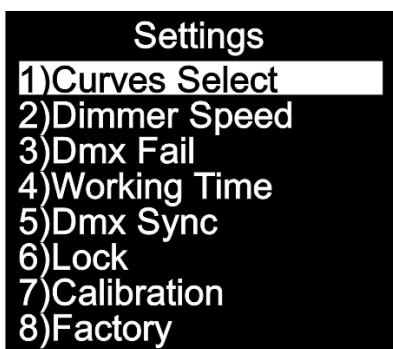 Settings
1)Curves Select
2)Dimmer Speed
3)Dmx Fail
4)Working Time
5)Dmx Sync
6)Lock
7)Calibration
8)Factory